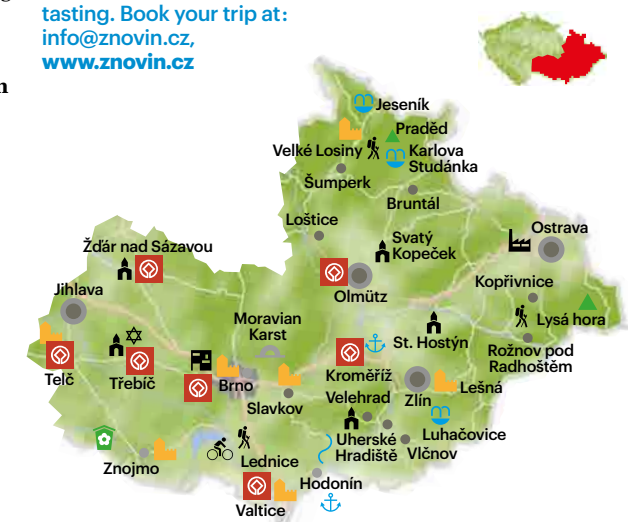 g
tasting. Book your trip at:
info@znovin.cz,
www.znovin.cz
n
Jeseník
Praděd
Velké Losiny
Karlova
Studánka
Šumperk
Bruntál
Loštice
Svatý
Kopeček
Ostrava
Žďár nad Sázavou
Olmütz
Kopřivnice
Jihlava
Moravian
Karst
St. Hostýn
Lysá hora
Rožnov pod
Radhoštěm
Telč
Třebíč
Brno
Kroměříž
Slavkov
Velehrad
Zlín
Lešná
Luhačovice
Uherské
Hradiště
Vlčnov
Znojmo
Lednice
Hodonín
Valtice